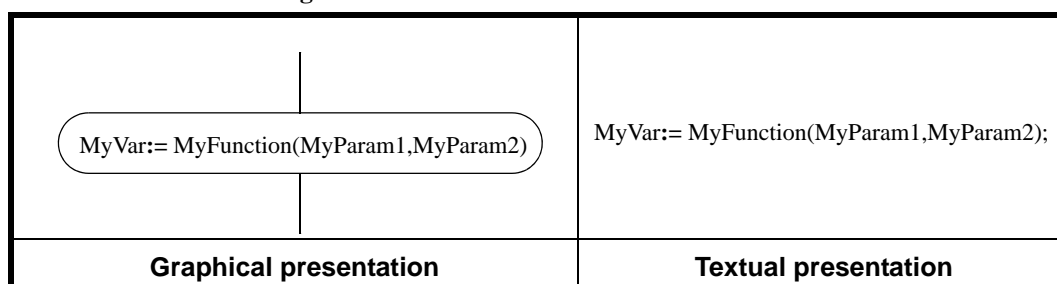 MyVar:= MyFunction(MyParam1,MyParam2)
MyVar:= MyFunction(MyParam1,MyParam2);
Graphical presentation
Textual presentation